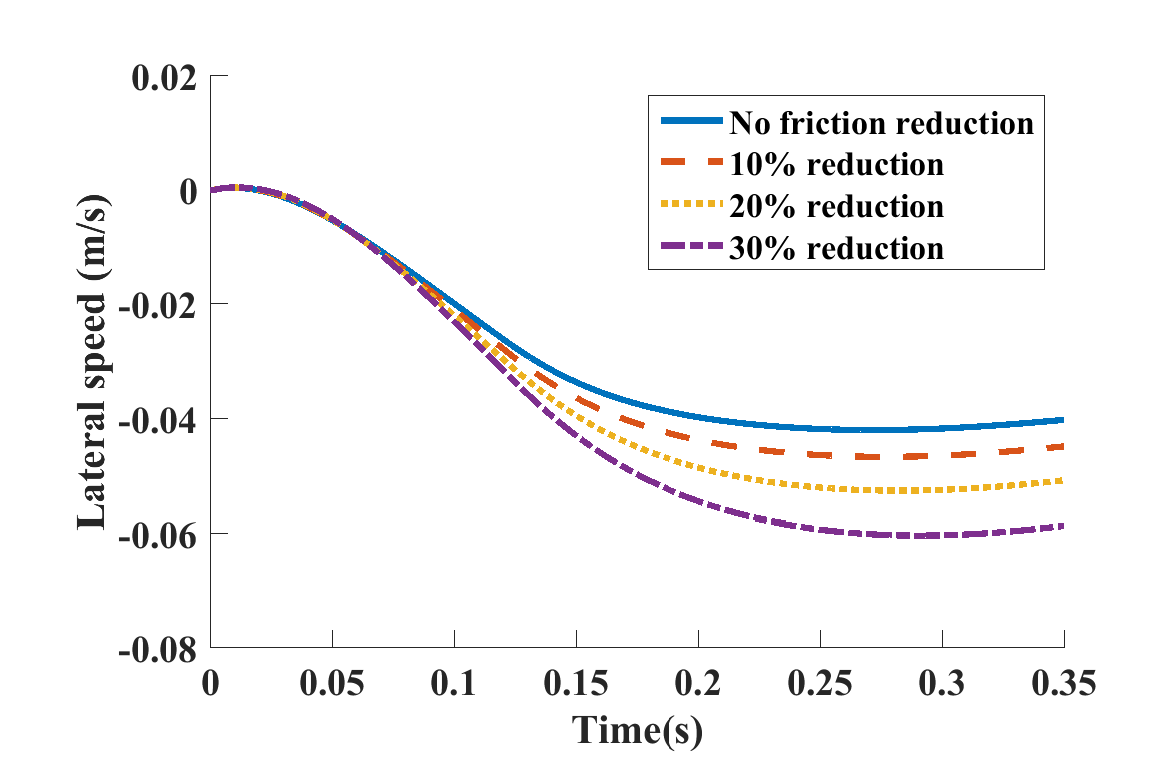 0.02
0
-0.02
-0.04
-0.06
-0.08
Lateral speed (m/s)
No friction reduction
10% reduction
20% reduction
30% reduction
0 0.05 0.1 0.15 0.2 0.25 0.3 0.35
Time(s)